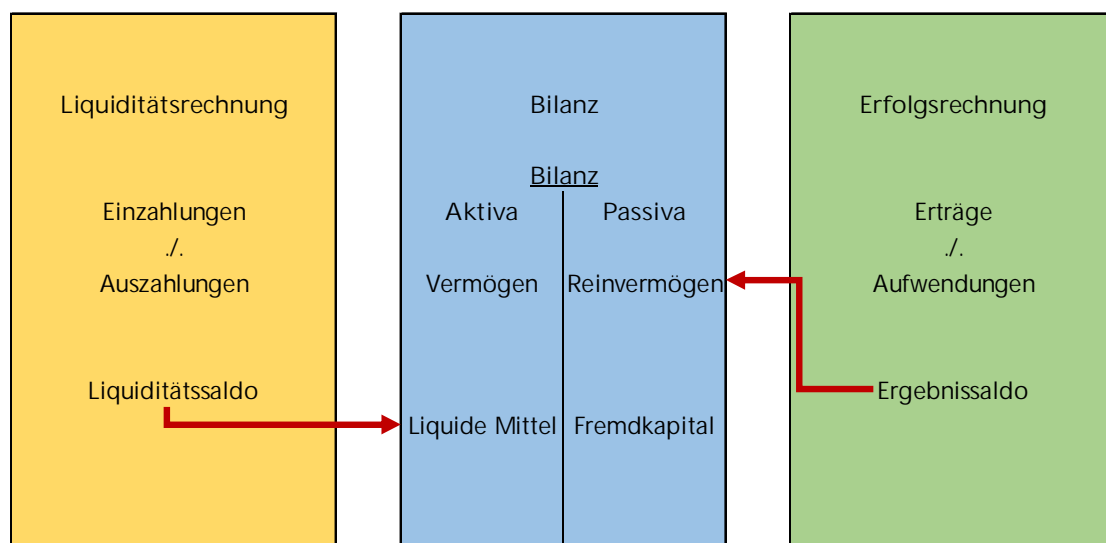 Liquiditätsrechnung
Einzahlungen
./.
Auszahlungen
Liquiditätssaldo
Bilanz
Bilanz
Aktiva Passiva
Vermögen Reinvermögen
Liquide Mittel Fremdkapital
Erfolgsrechnung
Erträge
./.
Aufwendungen
Ergebnissaldo